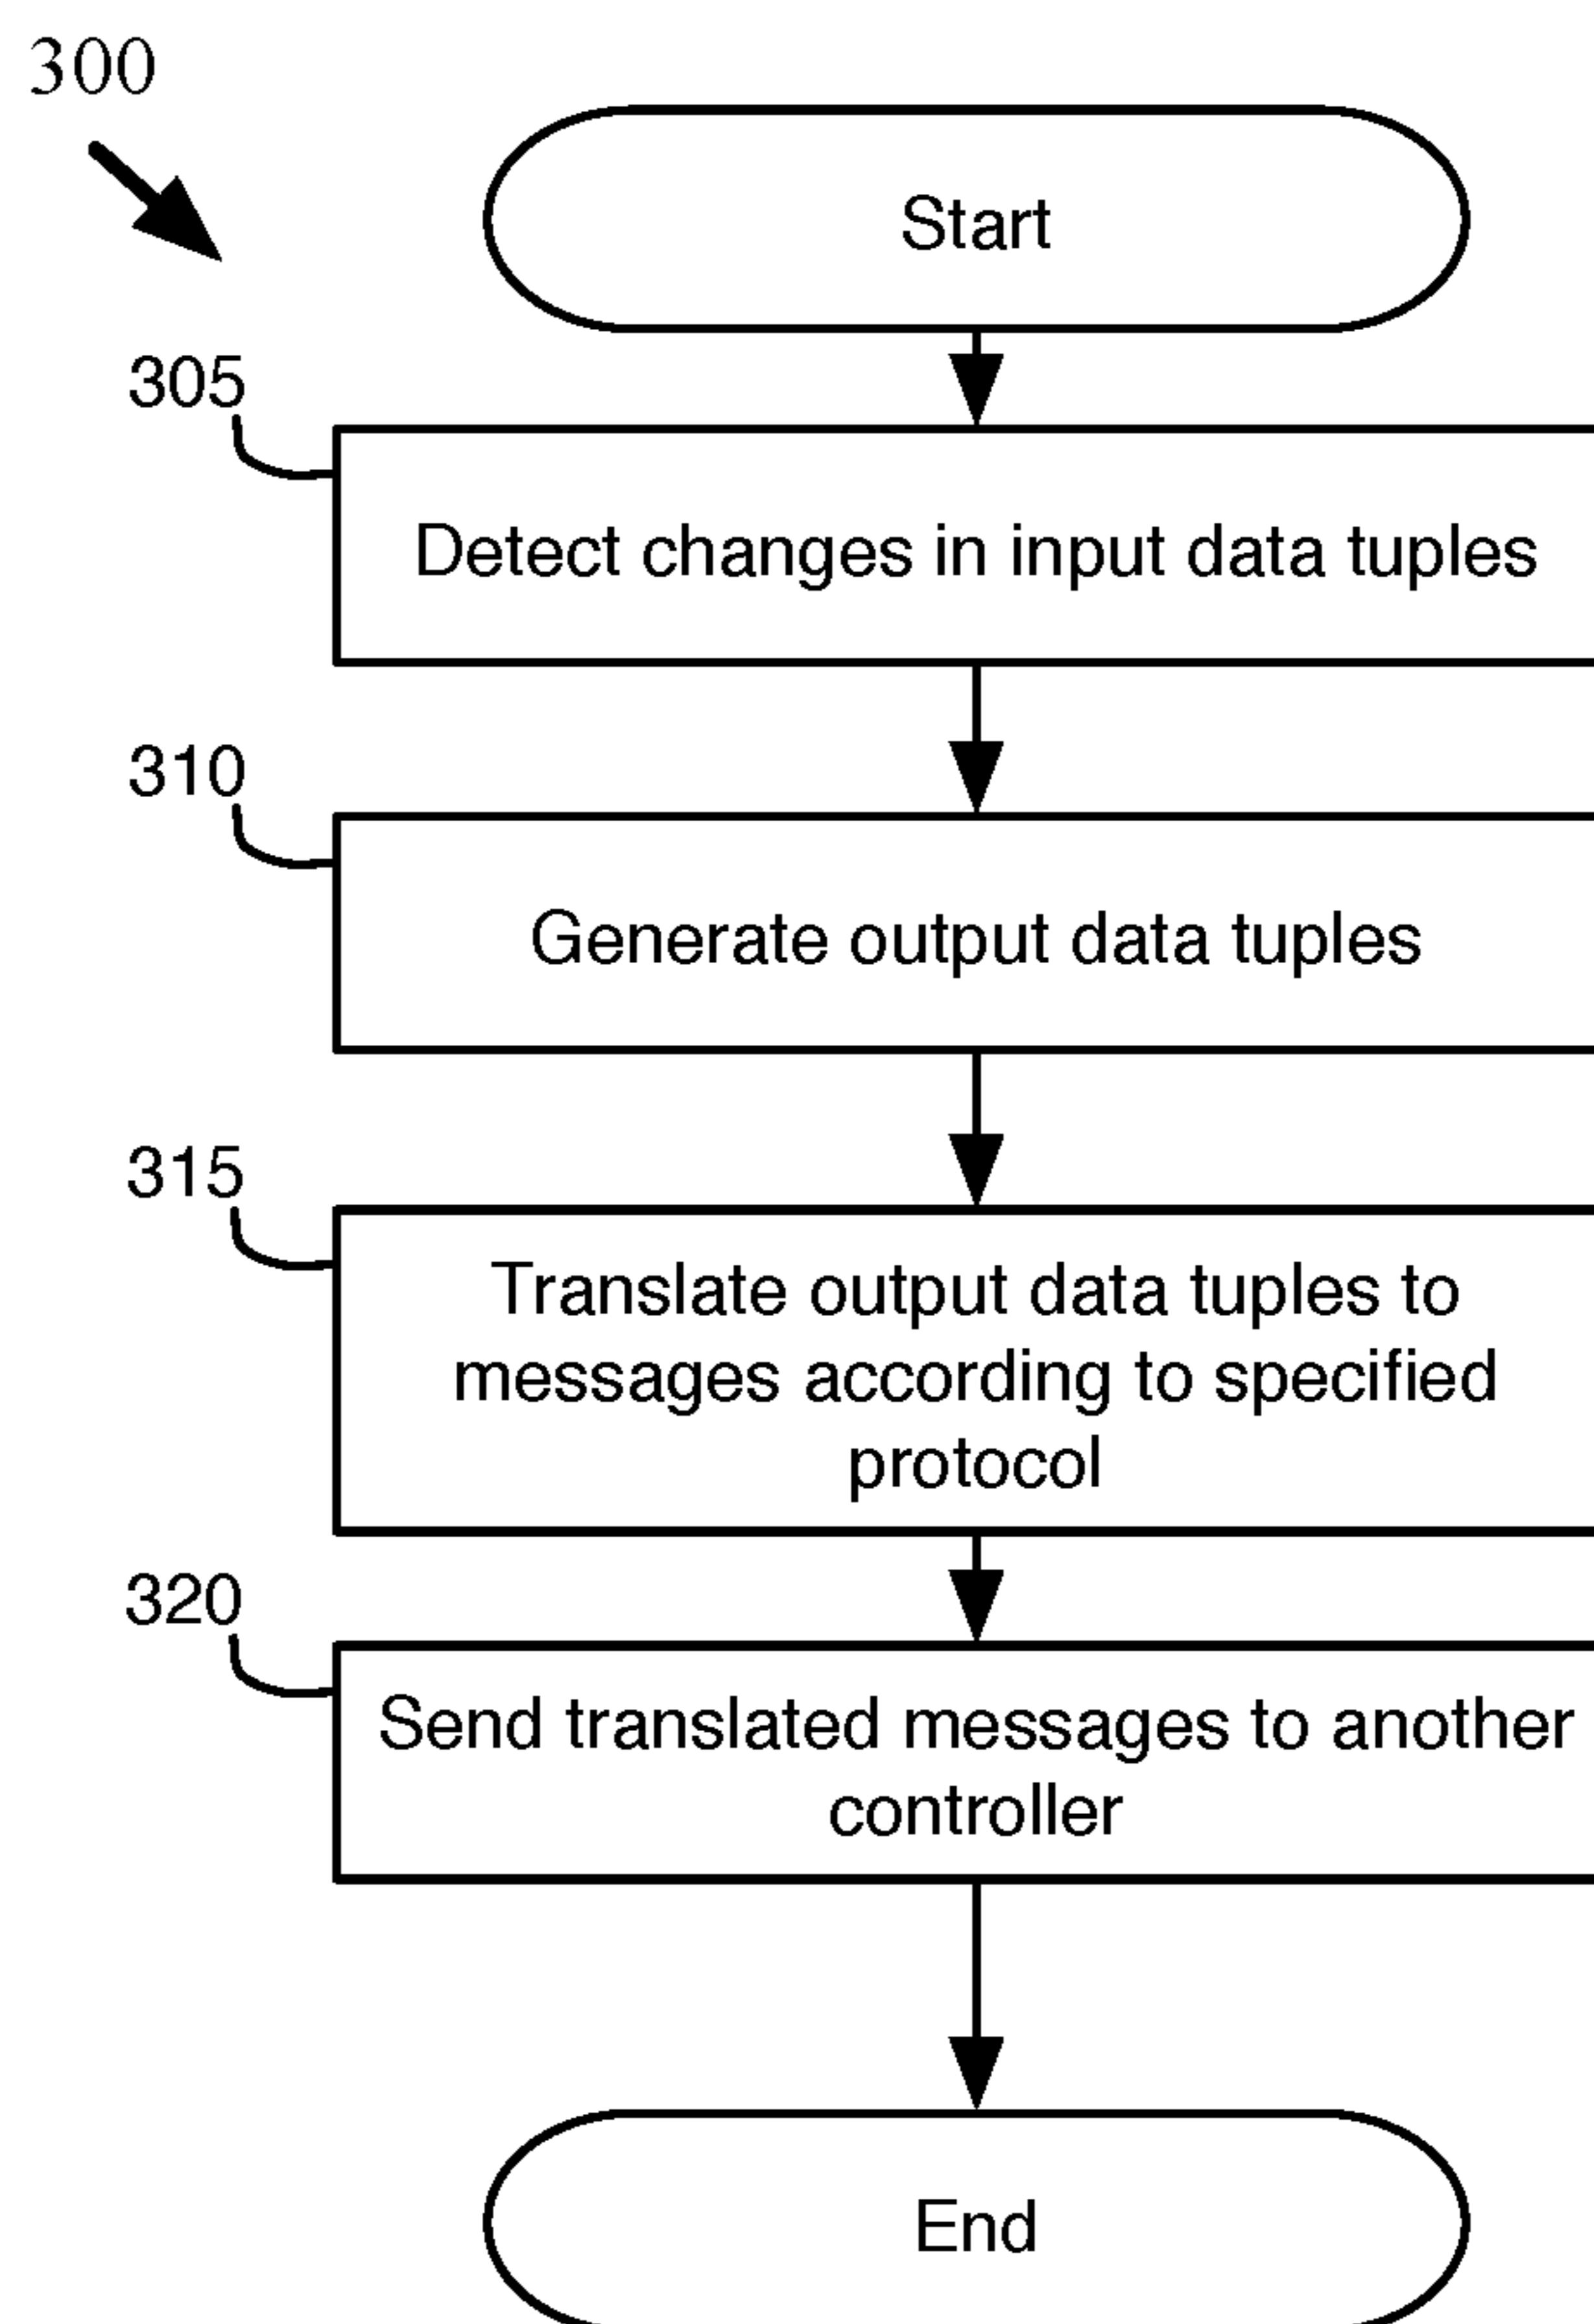 300
Start
305
Detect changes in input data tuples
310
Generate output data tuples
315
Translate output data tuples to
messages according to specified
protocol
320
Send translated messages to another
controller
End